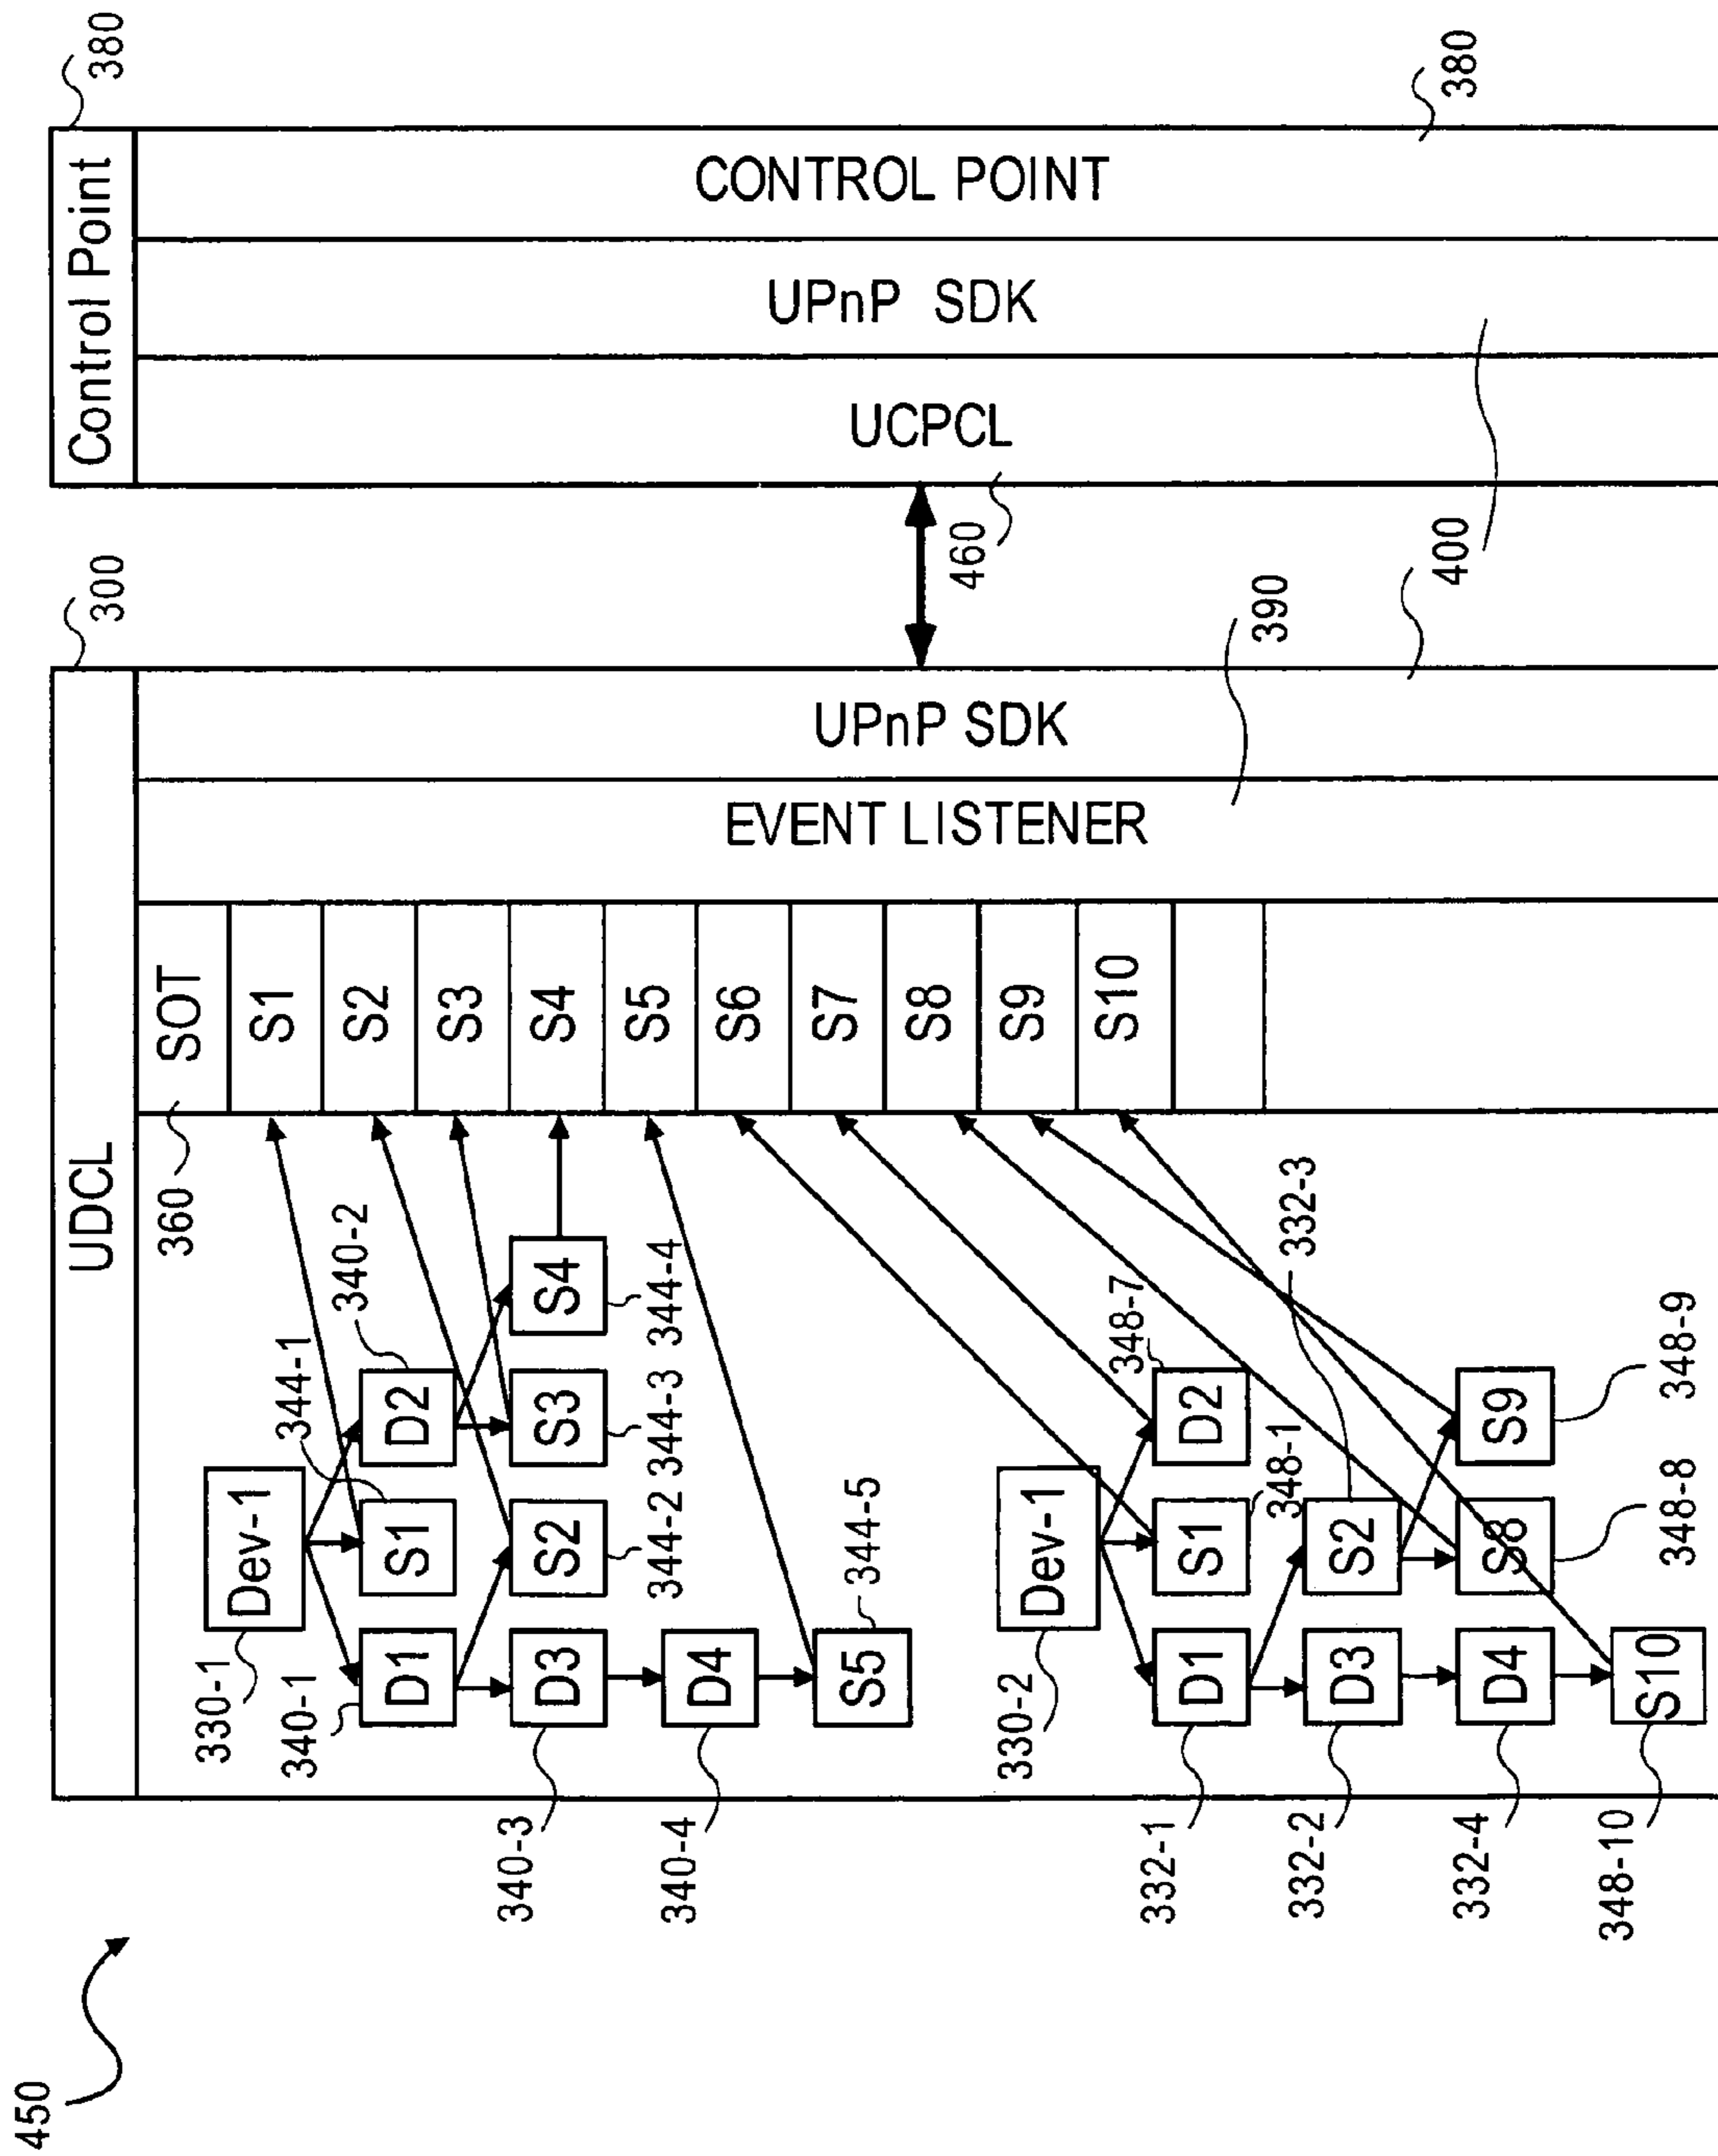 450
UDCL
300
Control Point
380
360
SOT
S1
S2
S3
S4
S5
S6
S7
S8
S9
S10
EVENT LISTENER
390
UPnP SDK
400
460
UCPCL
UPnP SDK
CONTROL POINT
380
330-1
Dev-1
344-1
340-2
340-1
D1
S1
D2
340-3
D3
S2
S3
S4
344-2
344-3
344-4
340-4
D4
S5
344-5
330-2
Dev-1
348-7
332-3
332-1
D1
S1
D2
348-1
332-2
D3
S2
332-4
D4
S8
S9
348-8
348-9
348-10
S10